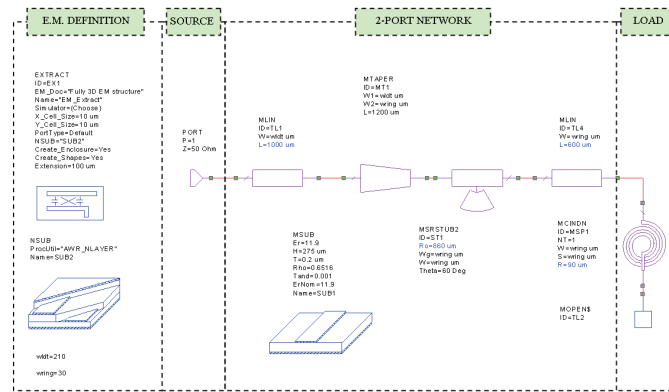 E.M. DEFINITION
SOURCE
2-PORT NETWORK
LOAD
EXTRACT
ID=EX1
EM_Doc="Fully 3D EM structure"
Name="EM_Extract"
Simulator=(Choose)
X_Cell_Size=10 um
Y_Cell_Size=10 um
PortType=Default
NSUB="SUB2"
Create_Enclosure=Yes
Create_Shapes=Yes
Extension=100 um
NSUB
ProcUtil="AWR_NLAYER"
Name=SUB2
widt=210
wring=30
PORT
P=1
Z=50 Ohm
MLIN
ID=TL1
W=widt um
L=1000 um
MTAPER
ID=MT1
W1=widt um
W2=wring um
L=1200 um
MSUB
Er=11.9
H=275 um
T=0.2 um
Rho=0.6516
Tand=0.001
ErNom=11.9
Name=SUB1
MSRSTUB2
ID=ST1
Ro=860 um
Wg=wring um
W=wring um
Theta=60 Deg
MLIN
ID=TL4
W=wring um
L=600 um
MCINDN
ID=MSP1
NT=1
W=wring um
S=wring um
R=90 um
MOPEN$
ID=TL2